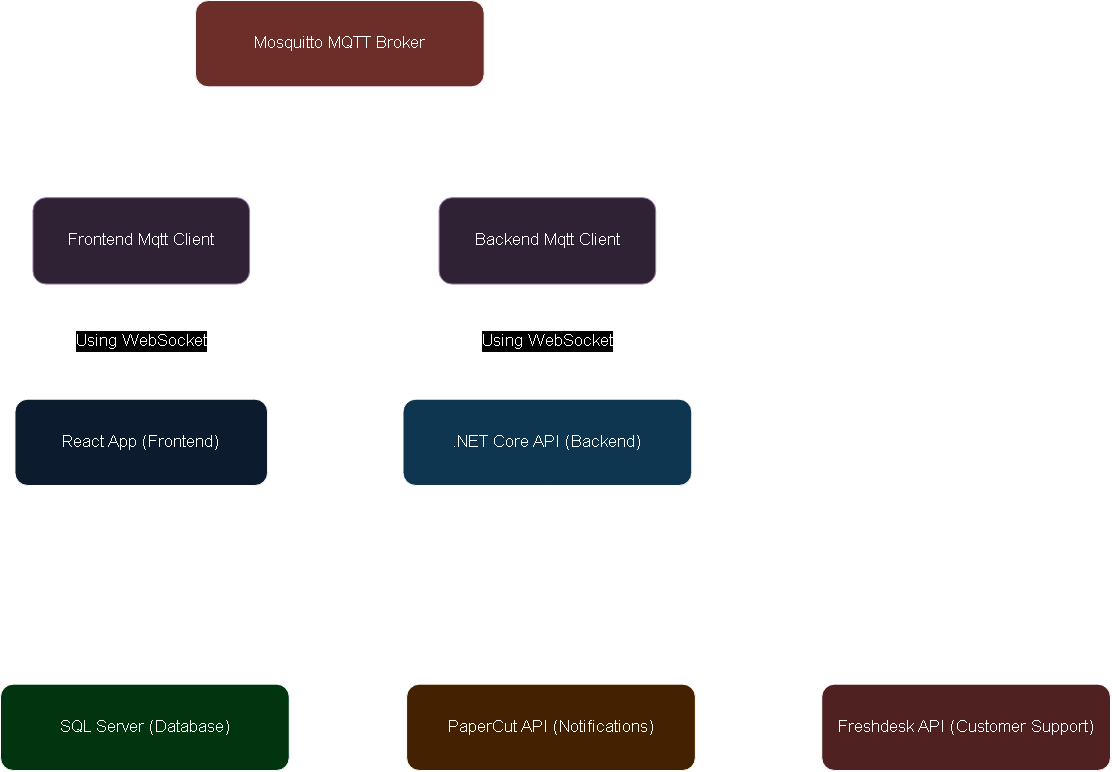 Mosquitto MQTT Broker
Frontend Mqtt Client
Backend Mqtt Client
Using WebSocket
Using WebSocket
React App (Frontend)
.NET Core API (Backend)
SQL Server (Database)
PaperCut API (Notifications)
Freshdesk API (Customer Support)